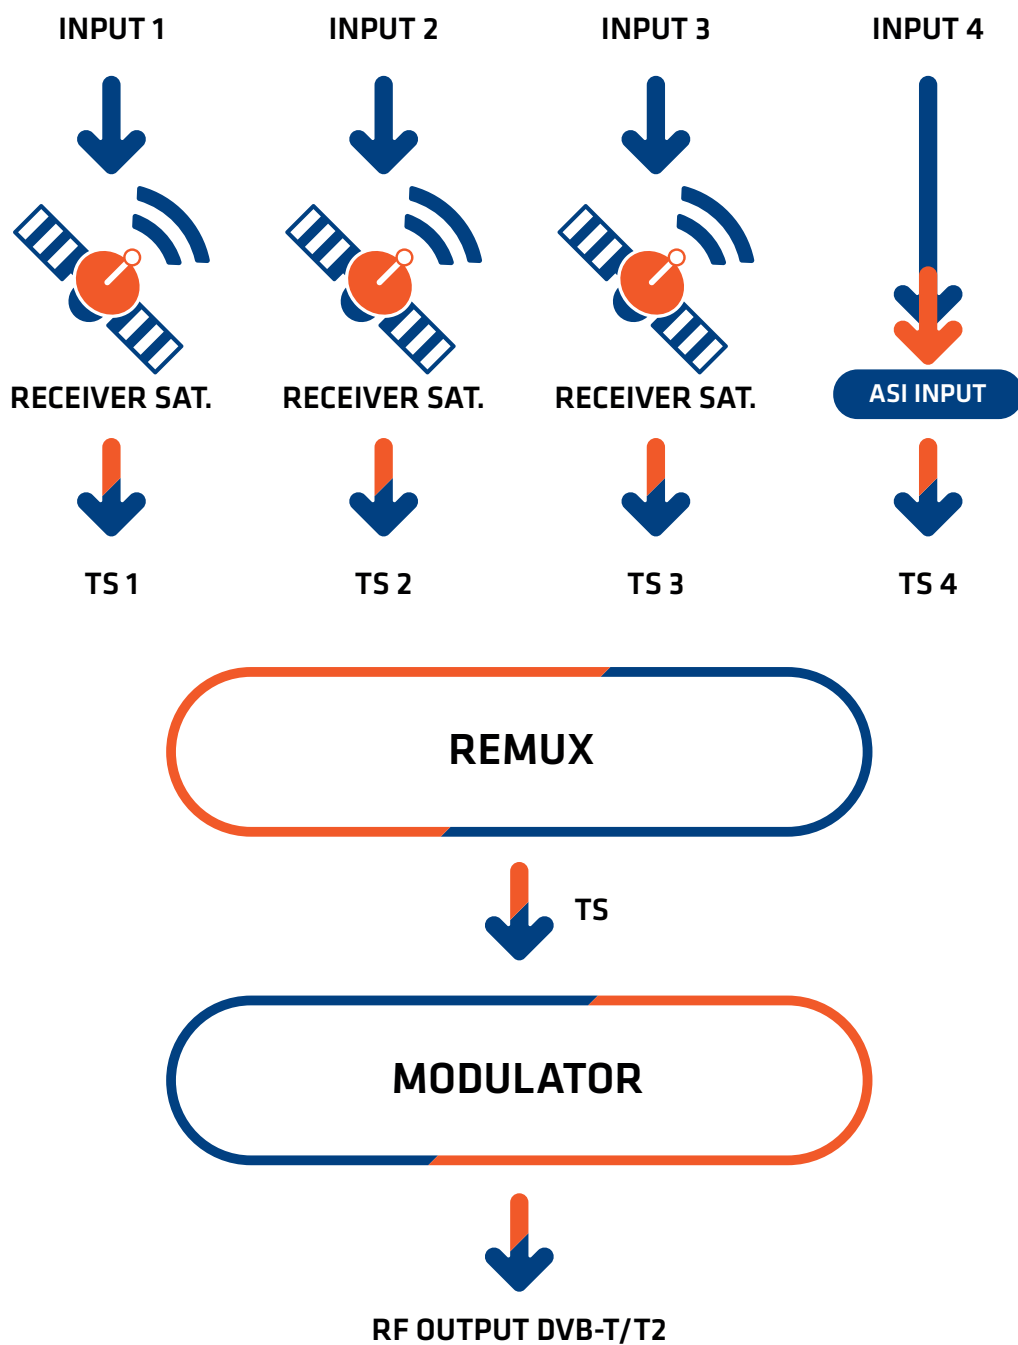 INPUT 1
INPUT 2
INPUT 3
INPUT 4
RECEIVER SAT.
RECEIVER SAT.
RECEIVER SAT.
ASI INPUT
TS 1
TS 2
TS 3
TS 4
REMUX
TS
MODULATOR
RF OUTPUT DVB-T/T2